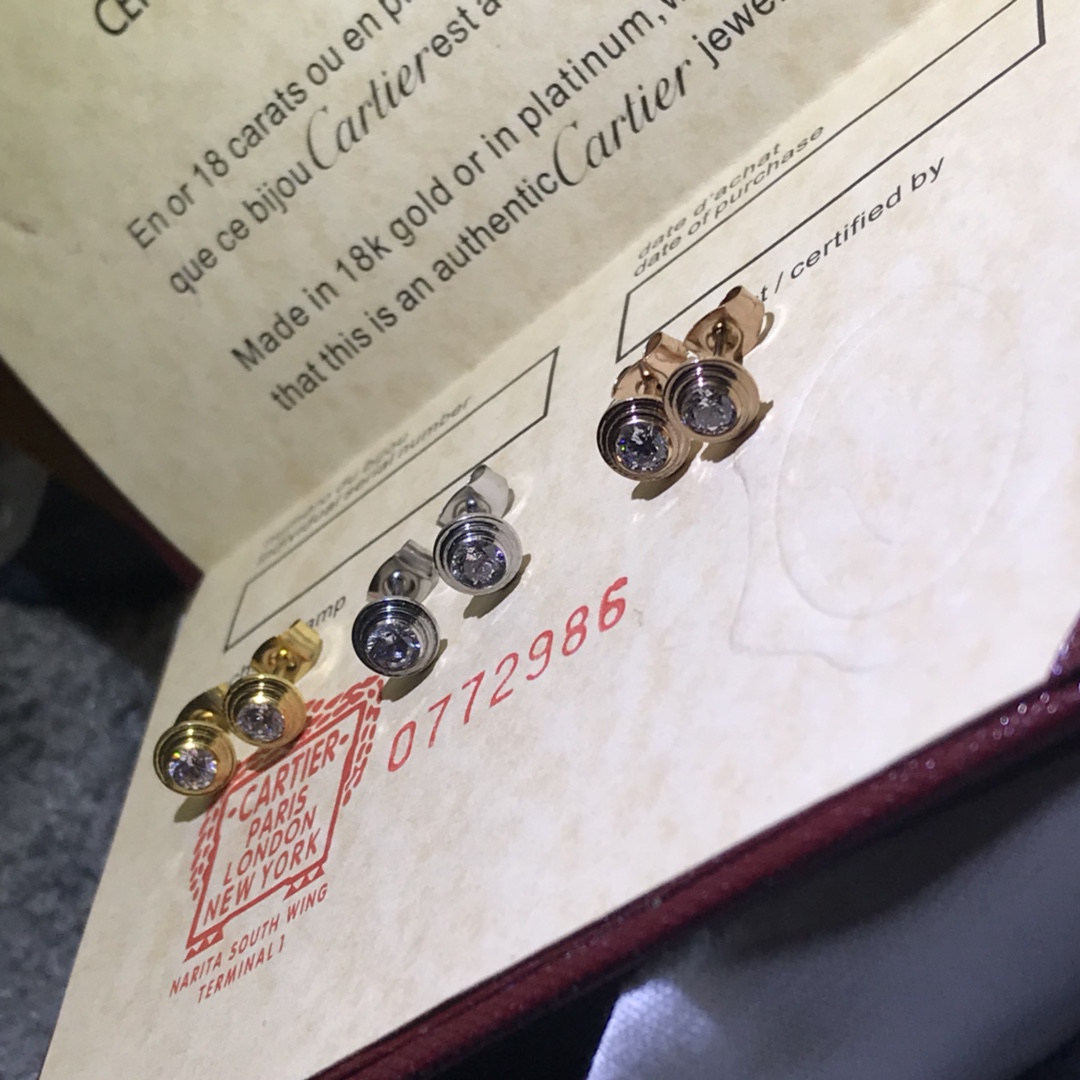 En or 18 carats ou en
que ce bijou Cartier est
Made in 18k gold or in platinum,
that this is an authentic Cartier
date d'achat
date of purchase
/ certified by
individual serial number
0772986
-CARTIER-
PARIS
LONDON
NEW YORK
NARITA SOUTH WING
TERMINAL 1